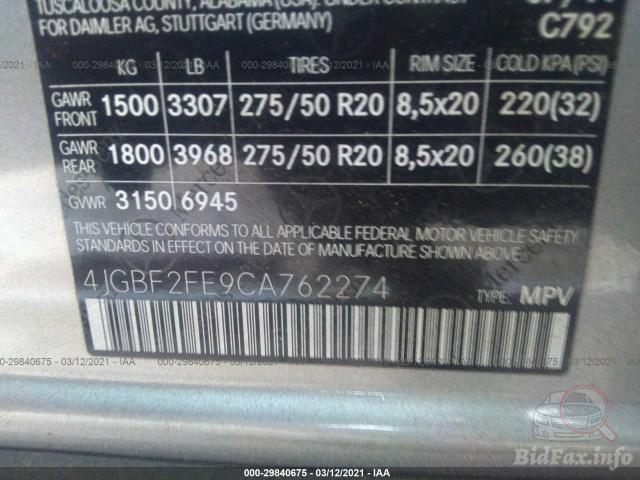 TUSCALOOSA COUNTY, ALABAMA (USA). UNDER CONTRACT
FOR DAIMLER AG, STUTTGART (GERMANY) C792
KG LB TIRES RIM SIZE COLD KPA(PSI)
GAWR FRONT 1500 3307 275/50 R20 8,5x20 220(32)
GAWR REAR 1800 3968 275/50 R20 8,5x20 260(38)
GVWR 3150 6945
THIS VEHICLE CONFORMS TO ALL APPLICABLE FEDERAL MOTOR VEHICLE SAFETY
STANDARDS IN EFFECT ON THE DATE OF MANUFACTURE SHOWN ABOVE.
4JGBF2FE9CA762274 TYPE: MPV
000-29840675 - 03/12/2021 - IAA
BidFax.info